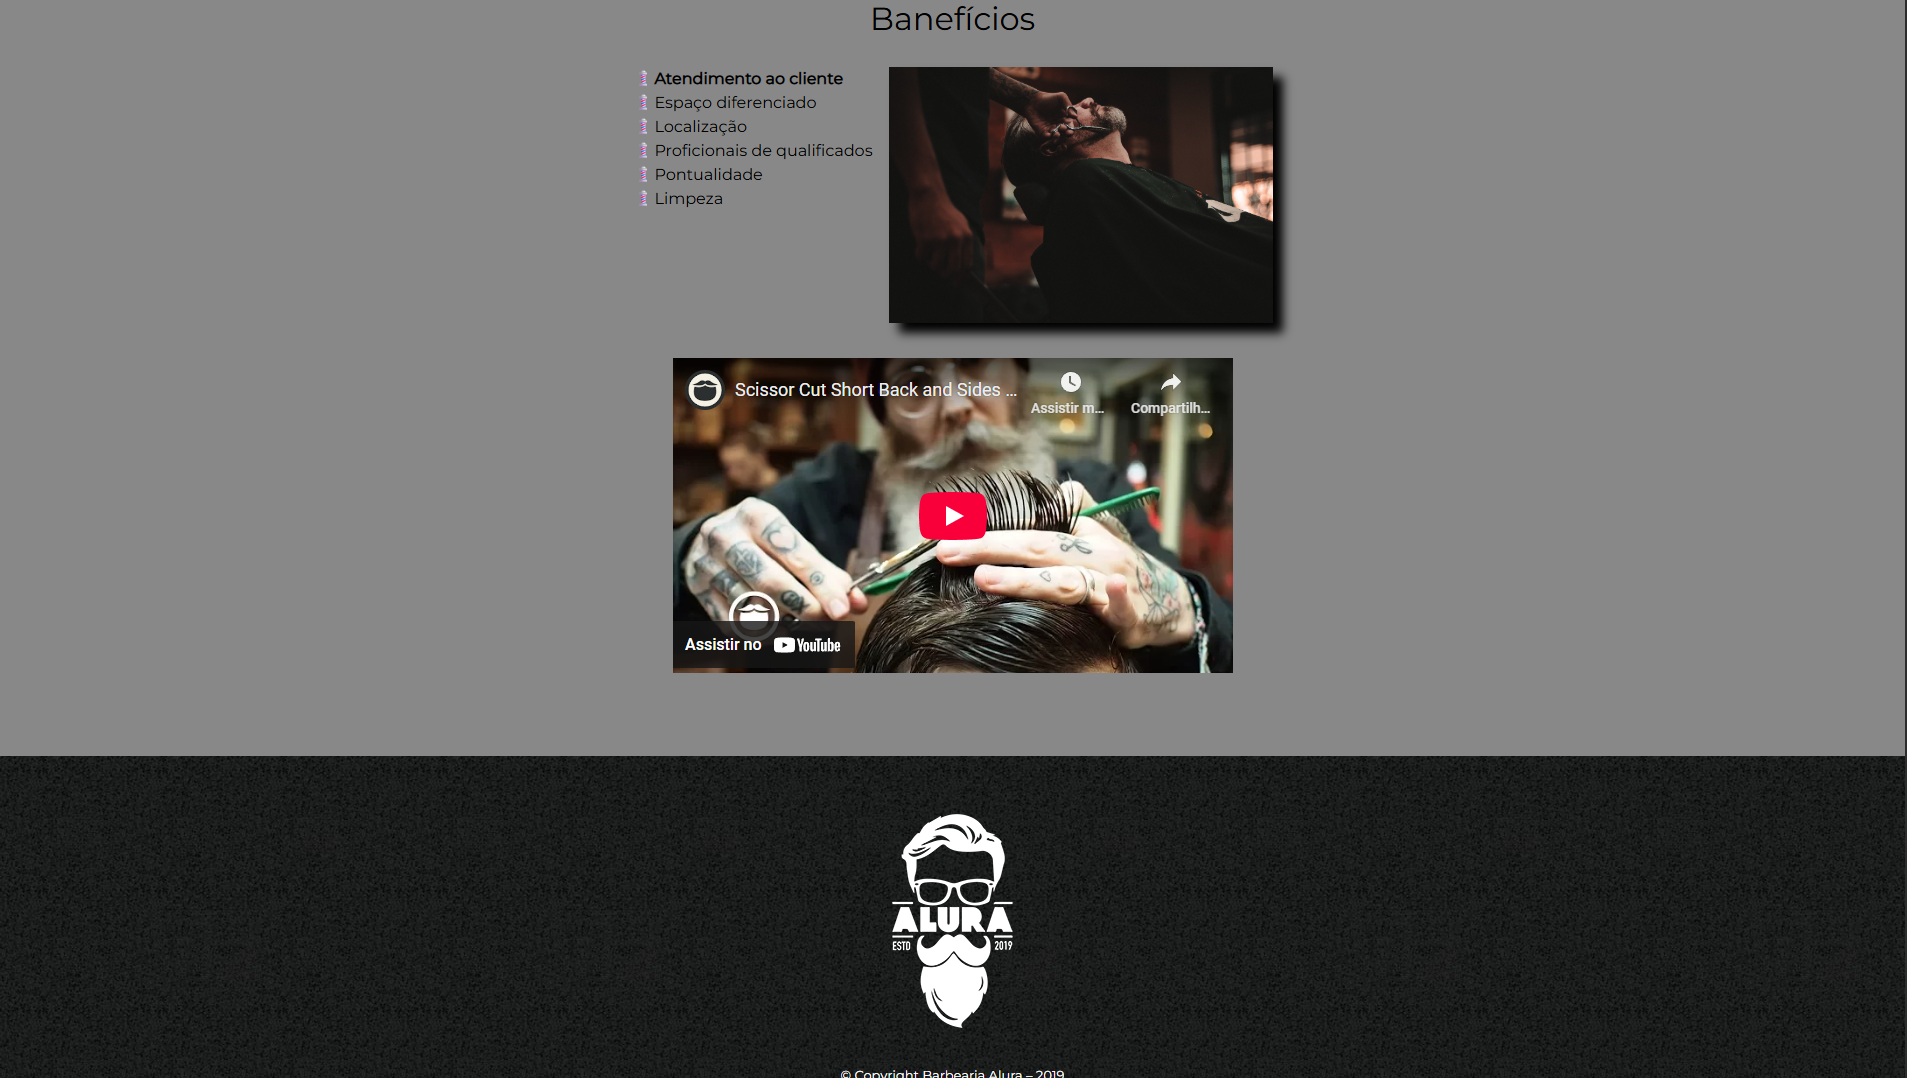 Banefícios
Atendimento ao cliente
Espaço diferenciado
Localização
Proficionais de qualificados
Pontualidade
Limpeza
Scissor Cut Short Back and Sides ...
Assistir m...
Compartilh...
Assistir no YouTube
ALURA
ESTD 2019
© Copyright Barbearia Alura – 2019